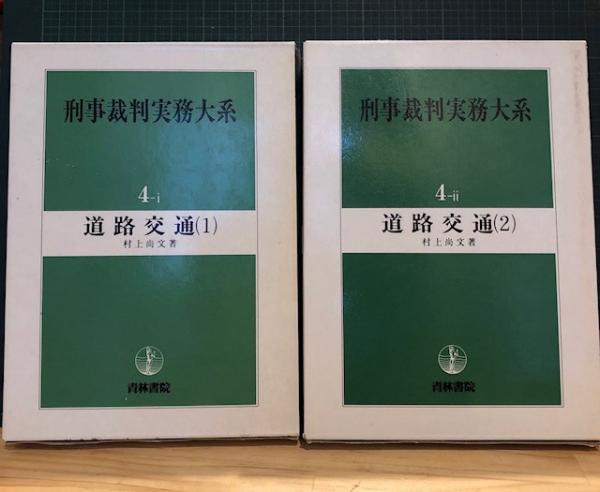 刑事裁判実務大系
4-i
道路交通(1)
村上尚文著
青林書院
刑事裁判実務大系
4-ii
道路交通(2)
村上尚文著
青林書院